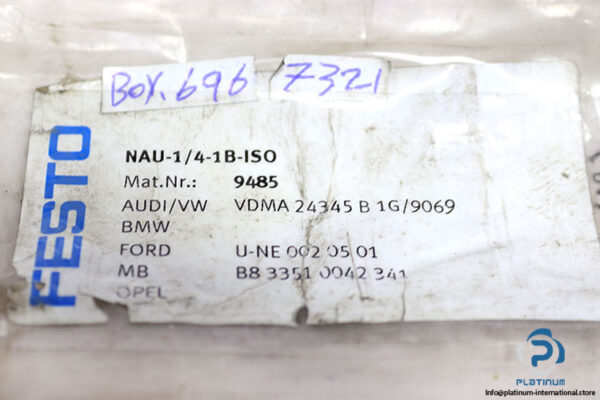 Box.696 7321
FESTO
NAU-1/4-1B-ISO
Mat.Nr.: 9485
AUDI/VW VDMA 24345 B 1G/9069
BMW
FORD U-NE 002 05 01
MB B8 3351 0042 341
OPEL
PLATINUM
info@platinum-international.store